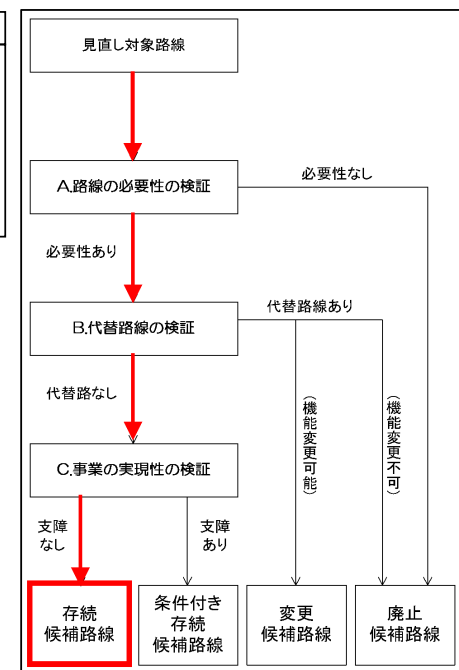 見直し対象路線
A.路線の必要性の検証
必要性なし
必要性あり
B.代替路線の検証
代替路線あり
代替路なし
(機能変更可能)
(機能変更不可)
C.事業の実現性の検証
支障
なし
支障
あり
存続
候補路線
条件付き
存続
候補路線
変更
候補路線
廃止
候補路線